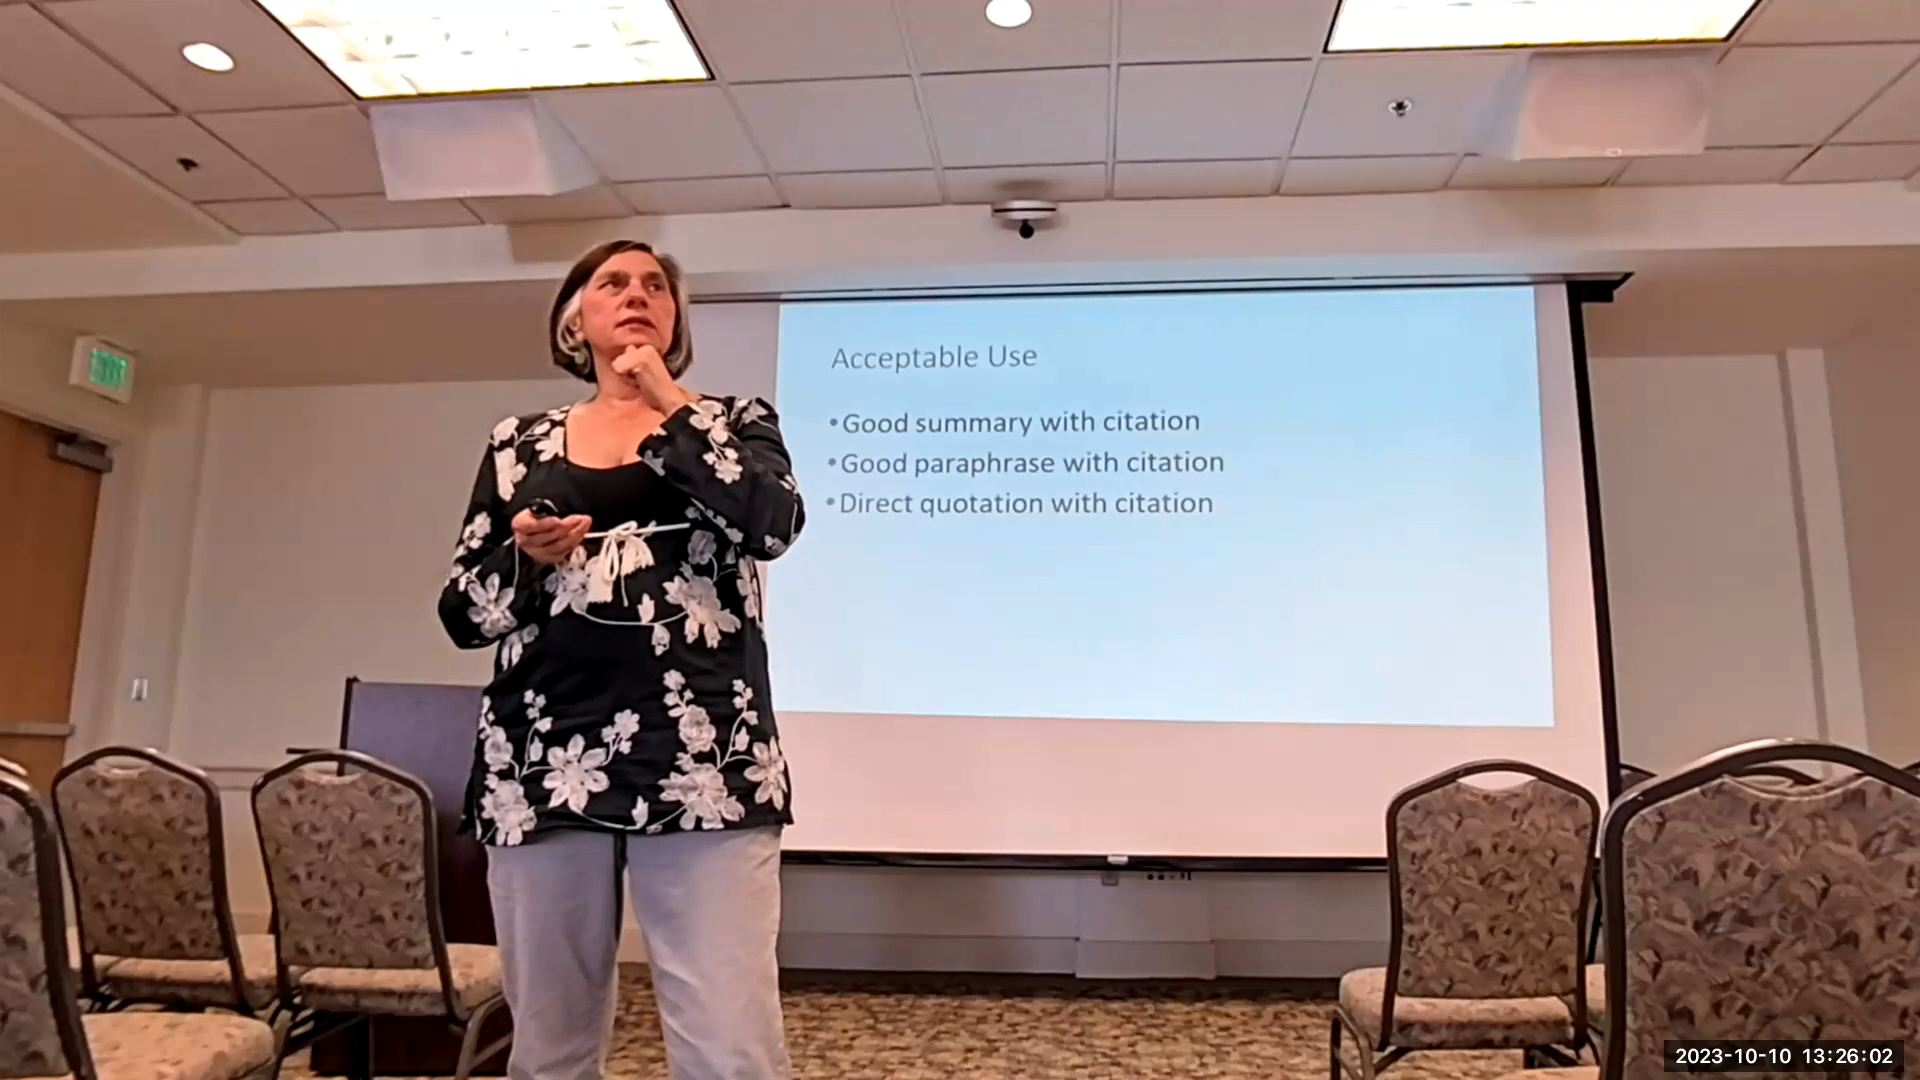 Acceptable Use
•Good summary with citation
•Good paraphrase with citation
•Direct quotation with citation
2023-10-10 13:26:02